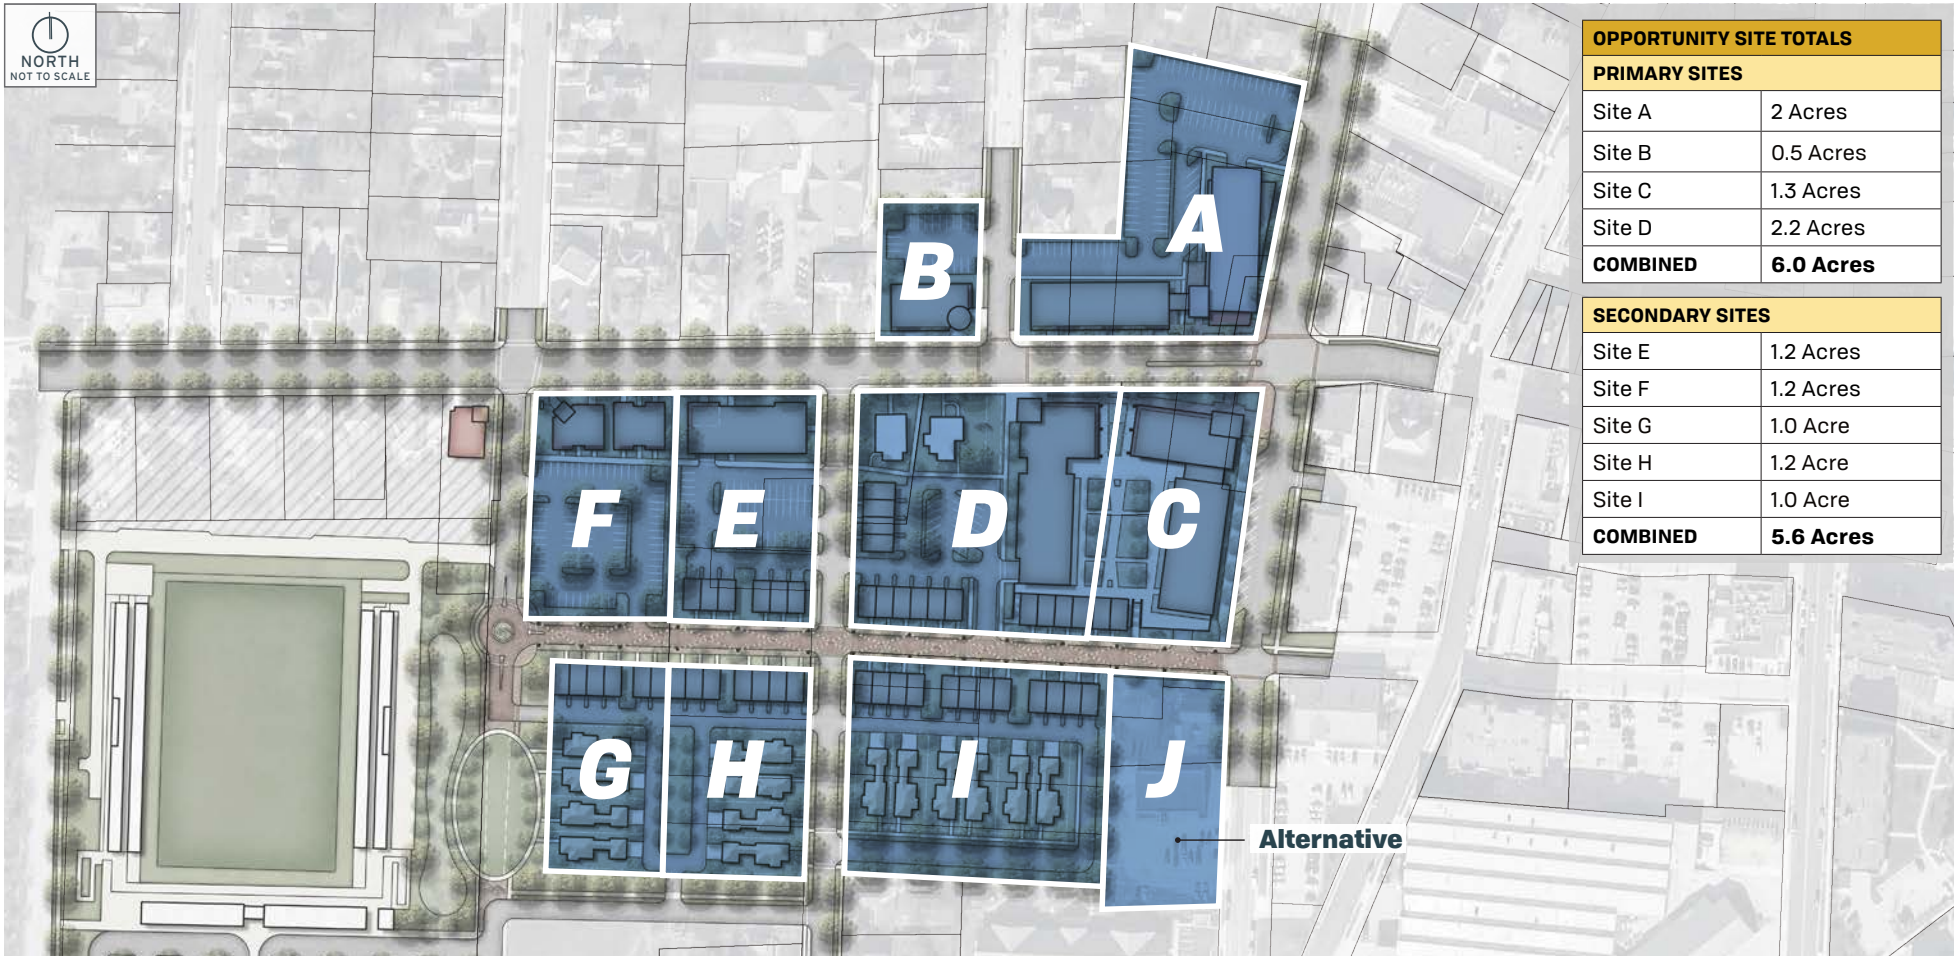 NORTH
NOT TO SCALE
OPPORTUNITY SITE TOTALS
PRIMARY SITES
Site A 2 Acres
Site B 0.5 Acres
Site C 1.3 Acres
Site D 2.2 Acres
COMBINED 6.0 Acres
SECONDARY SITES
Site E 1.2 Acres
Site F 1.2 Acres
Site G 1.0 Acre
Site H 1.2 Acre
Site I 1.0 Acre
COMBINED 5.6 Acres
A
B
F
E
D
C
G
H
I
J
Alternative